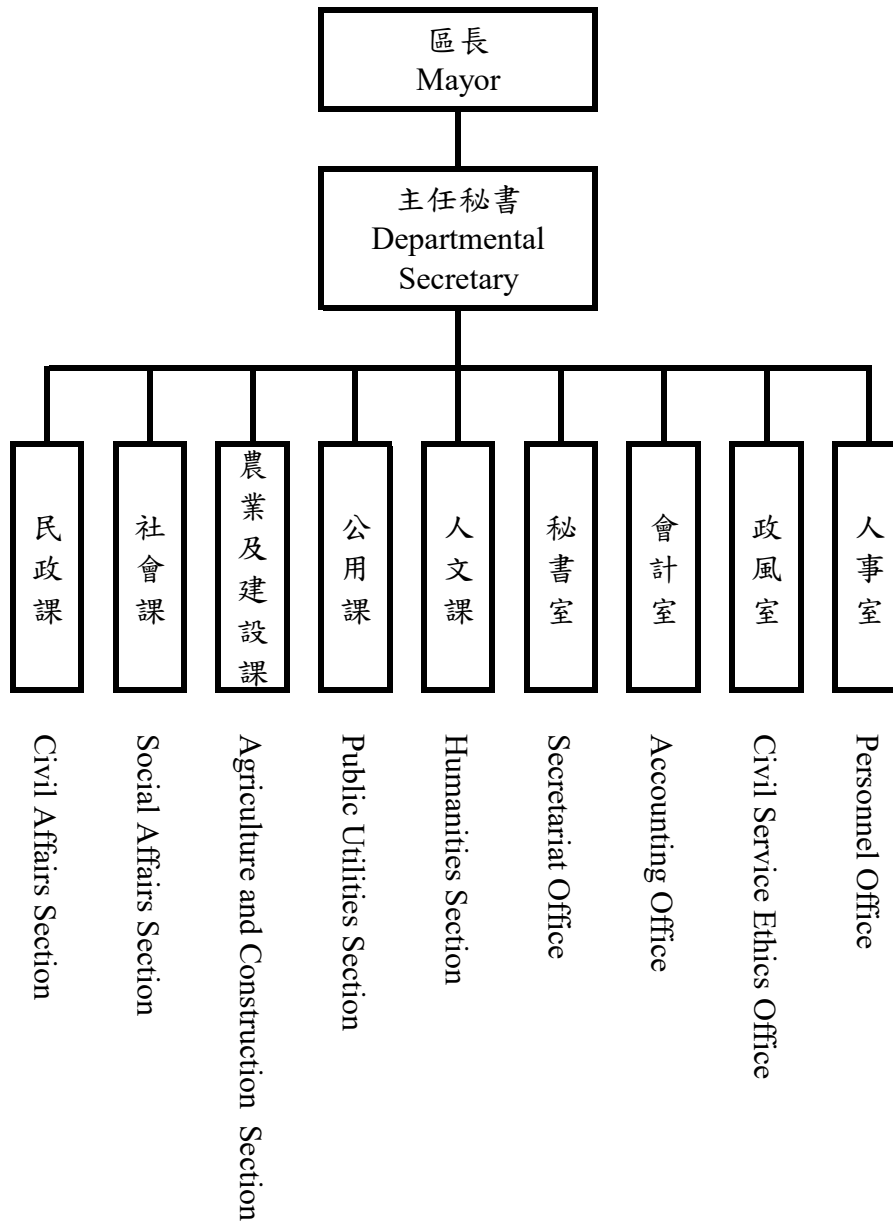 區長
Mayor
主任秘書
Departmental
Secretary
民政課
社會課
農業及建設課
公用課
人文課
秘書室
會計室
政風室
人事室
Civil Affairs Section
Social Affairs Section
Agriculture and Construction Section
Public Utilities Section
Humanities Section
Secretariat Office
Accounting Office
Civil Service Ethics Office
Personnel Office